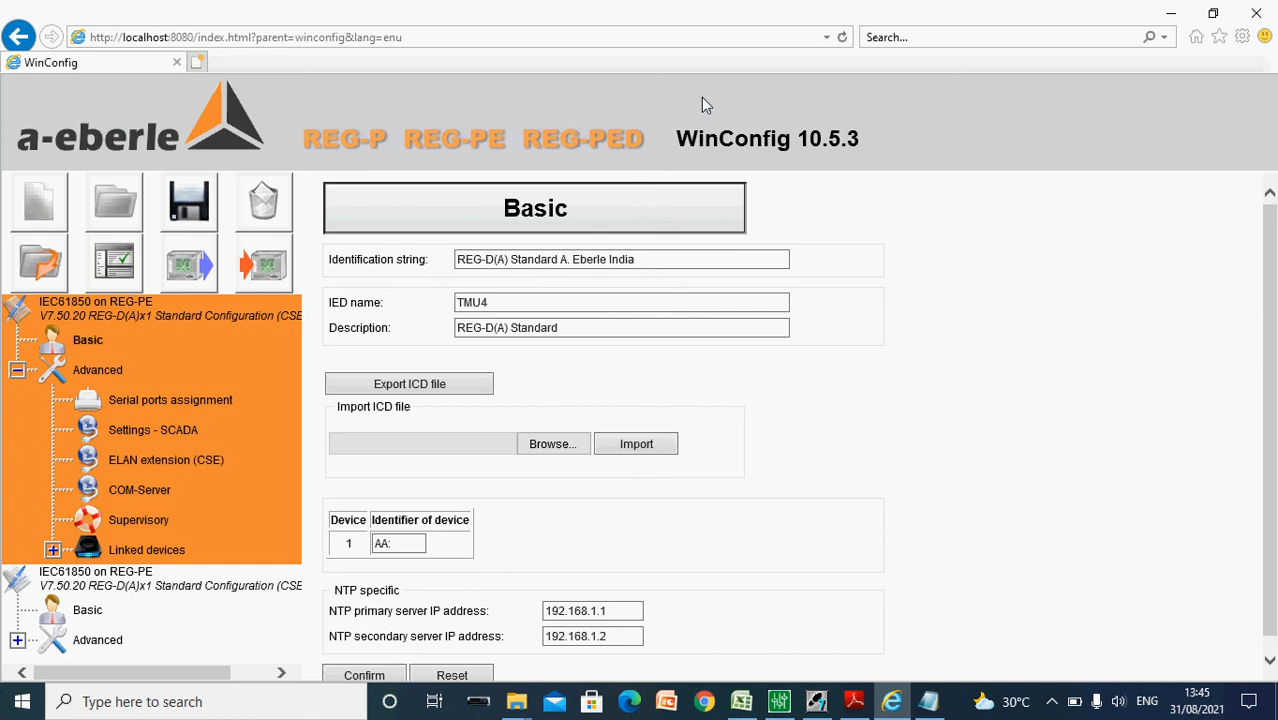 http://localhost:8080/index.html?parent=winconfig&lang=enu
Search...
WinConfig
a-eberle
REG-P REG-PE REG-PED WinConfig 10.5.3
Basic
Identification string: REG-D(A) Standard A. Eberle India
IED name: TMU4
Description: REG-D(A) Standard
Export ICD file
Import ICD file
Browse... Import
Device Identifier of device
1 AA:
NTP specific
NTP primary server IP address: 192.168.1.1
NTP secondary server IP address: 192.168.1.2
Confirm Reset
IEC61850 on REG-PE
V7.50.20 REG-D(A)x1 Standard Configuration (CSE
Basic
Advanced
Serial ports assignment
Settings - SCADA
ELAN extension (CSE)
COM-Server
Supervisory
Linked devices
IEC61850 on REG-PE
V7.50.20 REG-D(A)x1 Standard Configuration (CSE
Basic
Advanced
Type here to search
30°C
ENG
13:45
31/08/2021